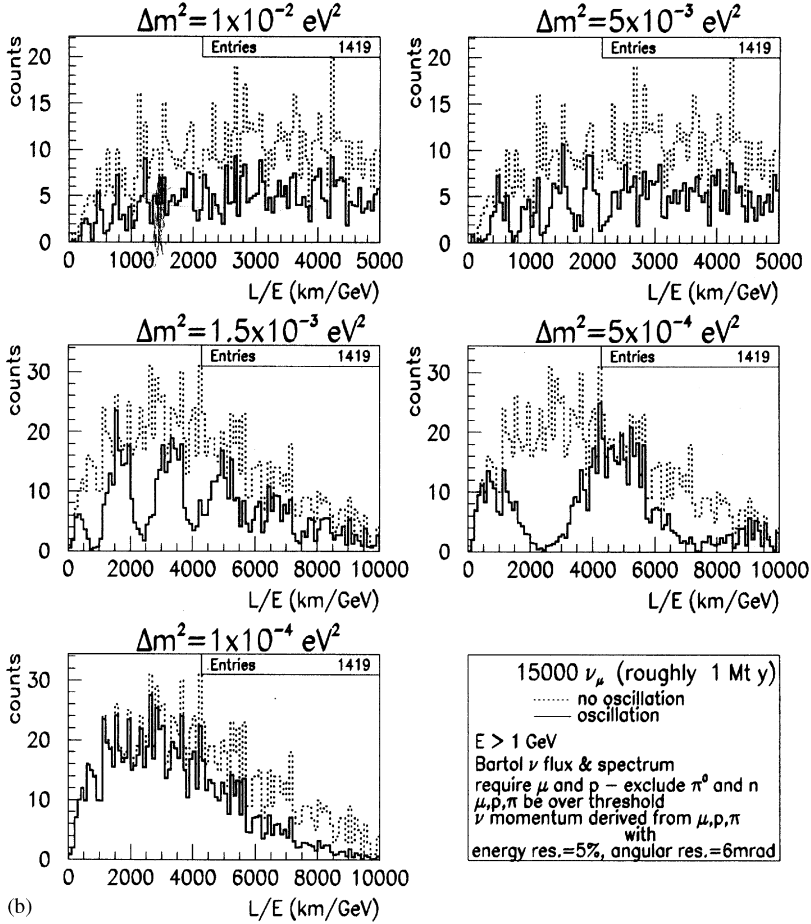 Δm²=1x10⁻² eV²
Entries 1419
counts
20
15
10
5
0
0 1000 2000 3000 4000 5000
L/E (km/GeV)
Δm²=5x10⁻³ eV²
Entries 1419
counts
20
15
10
5
0
0 1000 2000 3000 4000 5000
L/E (km/GeV)
Δm²=1.5x10⁻³ eV²
Entries 1419
counts
30
20
10
0
0 2000 4000 6000 8000 10000
L/E (km/GeV)
Δm²=5x10⁻⁴ eV²
Entries 1419
counts
30
20
10
0
0 2000 4000 6000 8000 10000
L/E (km/GeV)
Δm²=1x10⁻⁴ eV²
Entries 1419
counts
30
20
10
0
0 2000 4000 6000 8000 10000
L/E (km/GeV)
15000 νμ (roughly 1 Mt y)
no oscillation
oscillation
E > 1 GeV
Bartol ν flux & spectrum
require μ and p – exclude π⁰ and n
μ,p,π be over threshold
ν momentum derived from μ,p,π
with
energy res.=5%, angular res.=6mrad
(b)